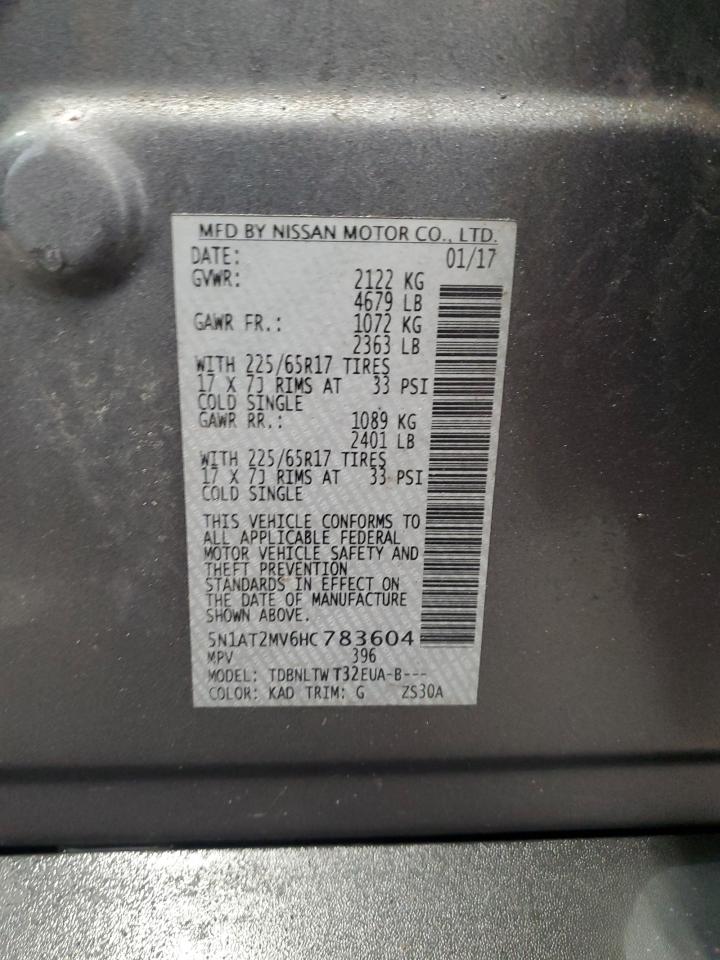 MFD BY NISSAN MOTOR CO., LTD.
DATE: 01/17
GVWR: 2122 KG
4679 LB
GAWR FR.: 1072 KG
2363 LB
WITH 225/65R17 TIRES
17 X 7J RIMS AT 33 PSI
COLD SINGLE
GAWR RR.: 1089 KG
2401 LB
WITH 225/65R17 TIRES
17 X 7J RIMS AT 33 PSI
COLD SINGLE
THIS VEHICLE CONFORMS TO
ALL APPLICABLE FEDERAL
MOTOR VEHICLE SAFETY AND
THEFT PREVENTION
STANDARDS IN EFFECT ON
THE DATE OF MANUFACTURE
SHOWN ABOVE.
5N1AT2MV6HC783604
MPV 396
MODEL: TDBNLTW T32EUA-B---
COLOR: KAD TRIM: G ZS30A